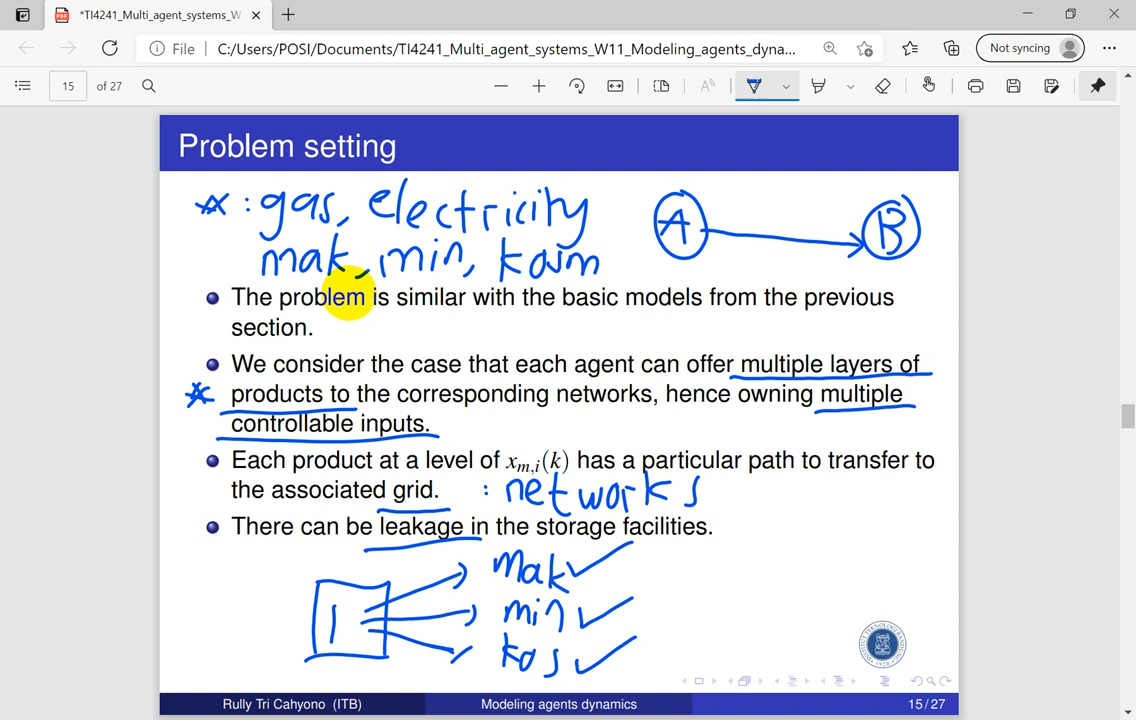 *TI4241_Multi_agent_systems_W
File
C:/Users/POSI/Documents/TI4241_Multi_agent_systems_W11_Modeling_agents_dyna...
Not syncing
15
of 27
Problem setting
: gas, electricity
mak, min, kosm
A
B
The problem is similar with the basic models from the previous
section.
We consider the case that each agent can offer multiple layers of
products to the corresponding networks, hence owning multiple
controllable inputs.
Each product at a level of x_{m,i}(k) has a particular path to transfer to
the associated grid. : networks
There can be leakage in the storage facilities.
1
mak
min
kos
INSTITUT TEKNOLOGI BANDUNG
1920
Rully Tri Cahyono (ITB)
Modeling agents dynamics
15 / 27